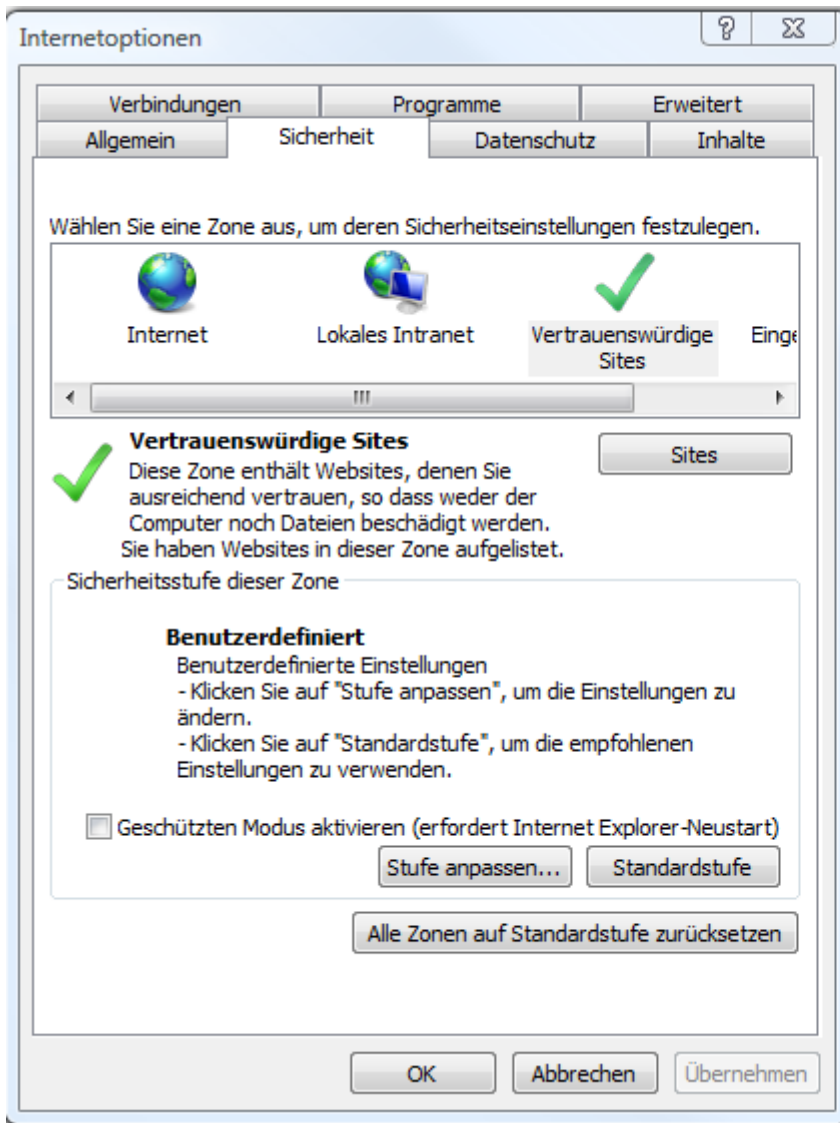 Internetoptionen
Verbindungen Programme Erweitert
Allgemein Sicherheit Datenschutz Inhalte
Wählen Sie eine Zone aus, um deren Sicherheitseinstellungen festzulegen.
Internet Lokales Intranet Vertrauenswürdige Einge
Sites
Vertrauenswürdige Sites
Sites
Diese Zone enthält Websites, denen Sie
ausreichend vertrauen, so dass weder der
Computer noch Dateien beschädigt werden.
Sie haben Websites in dieser Zone aufgelistet.
Sicherheitsstufe dieser Zone
Benutzerdefiniert
Benutzerdefinierte Einstellungen
- Klicken Sie auf "Stufe anpassen", um die Einstellungen zu
ändern.
- Klicken Sie auf "Standardstufe", um die empfohlenen
Einstellungen zu verwenden.
Geschützten Modus aktivieren (erfordert Internet Explorer-Neustart)
Stufe anpassen... Standardstufe
Alle Zonen auf Standardstufe zurücksetzen
OK Abbrechen Übernehmen